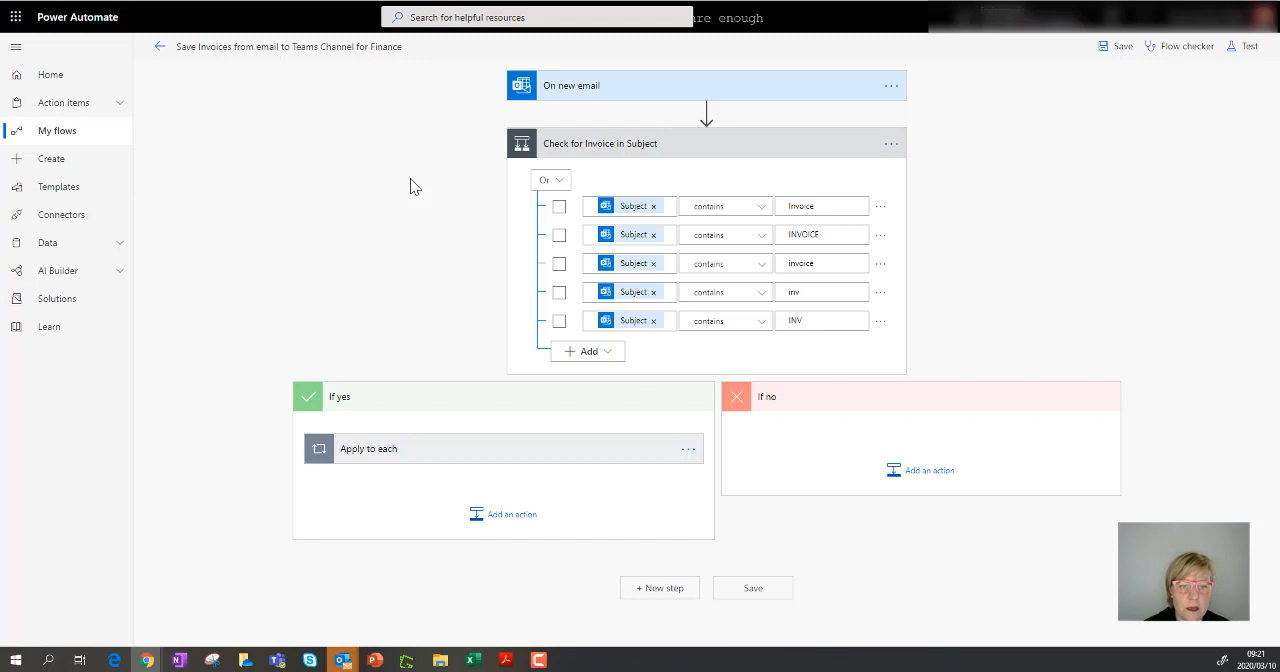 Power Automate
Search for helpful resources
re enough
Save Invoices from email to Teams Channel for Finance
Save
Flow checker
Test
Home
Action items
My flows
Create
Templates
Connectors
Data
AI Builder
Solutions
Learn
On new email
Check for Invoice in Subject
Or
Subject × contains Invoice
Subject × contains INVOICE
Subject × contains invoice
Subject × contains inv
Subject × contains INV
+ Add
If yes
Apply to each
Add an action
If no
Add an action
+ New step
Save
09:21
2020/03/10